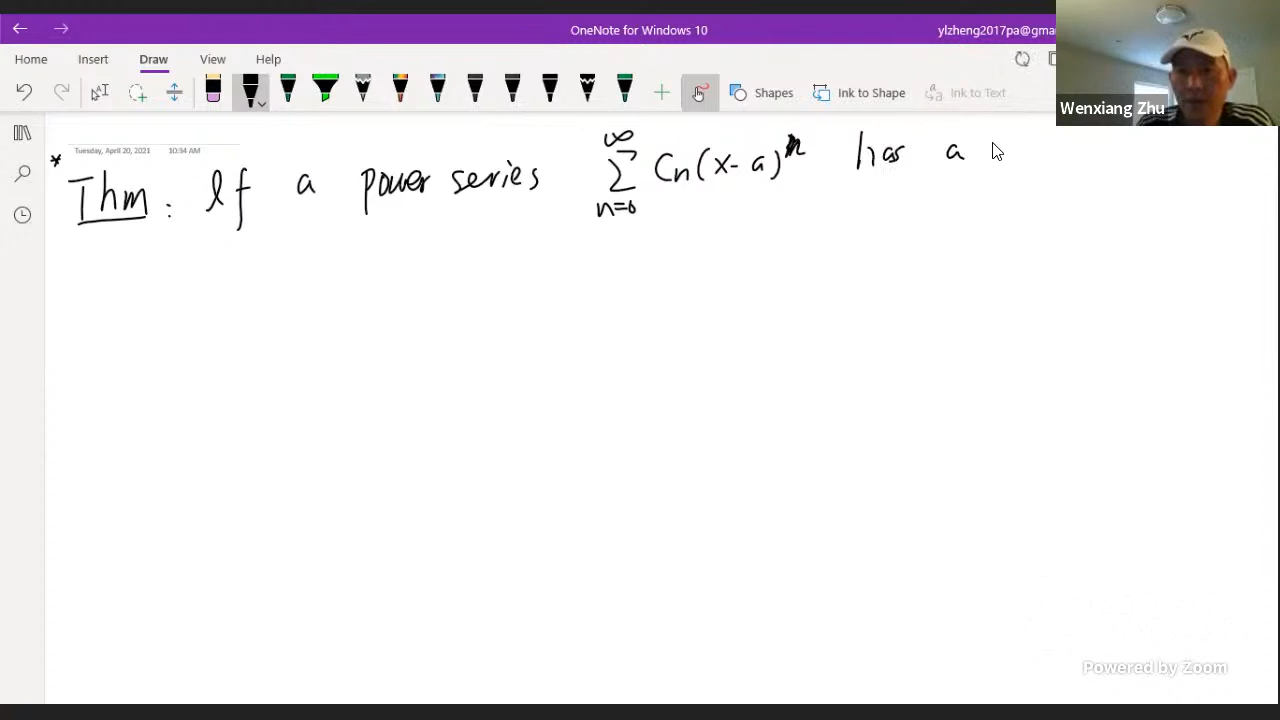 OneNote for Windows 10
ylzheng2017pa@gma
Home Insert Draw View Help
Shapes Ink to Shape Ink to Text
Wenxiang Zhu
Tuesday, April 20, 2021 10:34 AM
* Thm: If a power series ∑_{n=0}^{∞} Cn(x-a)^n has a
Powered by Zoom